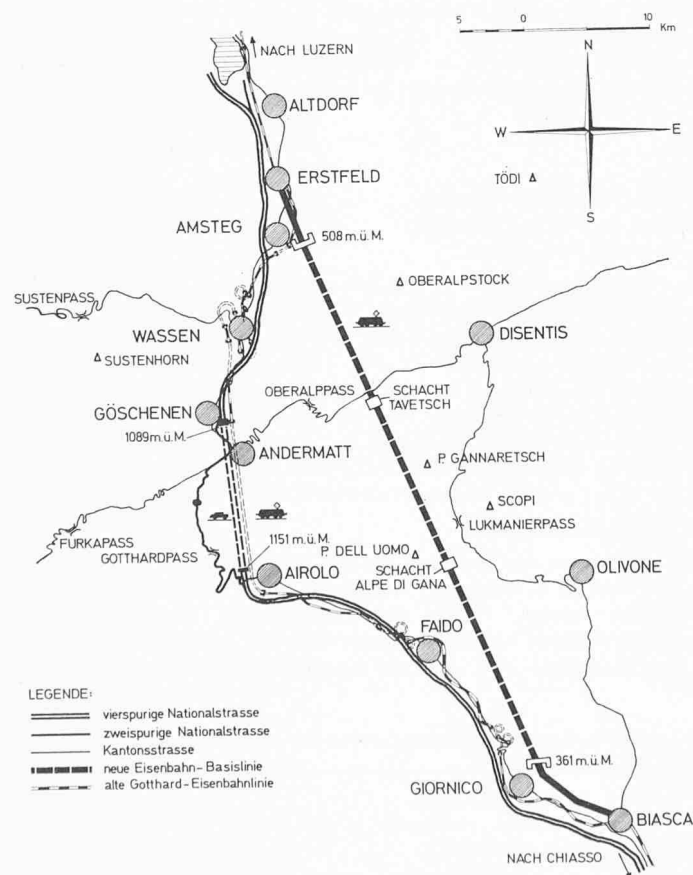 5 0 10
Km
NACH LUZERN
N
ALTDORF
W E
ERSTFELD
TÖDI
S
AMSTEG
508 m.ü.M.
OBERALPSTOCK
SUSTENPASS
WASSEN
DISENTIS
SUSTENHORN
OBERALPPASS
SCHACHT
TAVETSCH
GÖSCHENEN
1089 m.ü.M.
ANDERMATT
P. GANNARETSCH
SCOPI
LUKMANIERPASS
FURKAPASS
GOTTHARDPASS
1151 m.ü.M.
P. DELL UOMO
AIROLO
SCHACHT
ALPE DI GANA
OLIVONE
FAIDO
LEGENDE:
vierspurige Nationalstrasse
zweispurige Nationalstrasse
Kantonsstrasse
neue Eisenbahn-Basislinie
alte Gotthard-Eisenbahnlinie
361 m.ü.M.
GIORNICO
BIASCA
NACH CHIASSO